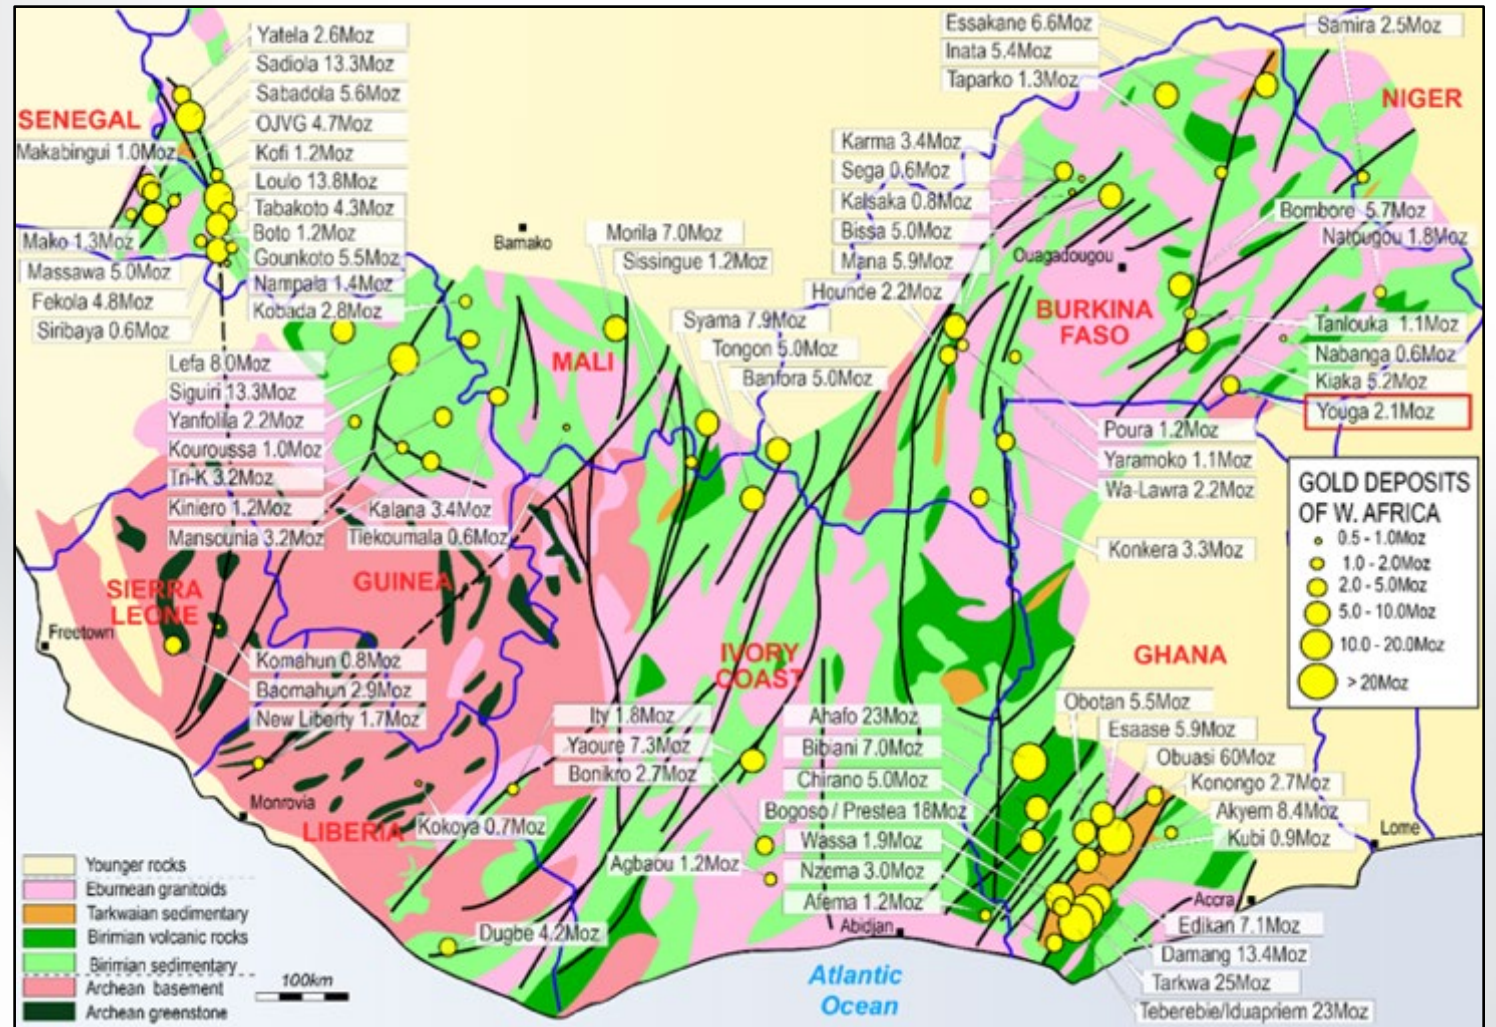 Yatela 2.6Moz
Sadiola 13.3Moz
Sabadola 5.6Moz
OJVG 4.7Moz
Kofi 1.2Moz
Loulo 13.8Moz
Tabakoto 4.3Moz
Boto 1.2Moz
Gounkoto 5.5Moz
Nampala 1.4Moz
Kobada 2.8Moz
SENEGAL
Makabingui 1.0Moz
Mako 1.3Moz
Massawa 5.0Moz
Fekola 4.8Moz
Siribaya 0.6Moz
Bamako
Morila 7.0Moz
Sissingue 1.2Moz
Syama 7.9Moz
Tongon 5.0Moz
Banfora 5.0Moz
MALI
Essakane 6.6Moz
Inata 5.4Moz
Taparko 1.3Moz
Samira 2.5Moz
NIGER
Karma 3.4Moz
Sega 0.6Moz
Kalsaka 0.8Moz
Bissa 5.0Moz
Mana 5.9Moz
Hounde 2.2Moz
Ouagadougou
BURKINA
FASO
Bombore 5.7Moz
Natougou 1.8Moz
Tanlouka 1.1Moz
Nabanga 0.6Moz
Kiaka 5.2Moz
Youga 2.1Moz
Poura 1.2Moz
Yaramoko 1.1Moz
Wa-Lawra 2.2Moz
Konkera 3.3Moz
Lefa 8.0Moz
Siguiri 13.3Moz
Yanfolila 2.2Moz
Kouroussa 1.0Moz
Tri-K 3.2Moz
Kiniero 1.2Moz
Mansounia 3.2Moz
Kalana 3.4Moz
Tiekoumala 0.6Moz
GUINEA
SIERRA
LEONE
Freetown
Komahun 0.8Moz
Baomahun 2.9Moz
New Liberty 1.7Moz
Monrovia
LIBERIA
Kokoya 0.7Moz
Dugbe 4.2Moz
IVORY
COAST
Ity 1.8Moz
Yaoure 7.3Moz
Bonikro 2.7Moz
Agbaou 1.2Moz
Abidjan
GHANA
Ahafo 23Moz
Bibiani 7.0Moz
Chirano 5.0Moz
Bogoso / Prestea 18Moz
Wassa 1.9Moz
Nzema 3.0Moz
Afema 1.2Moz
Obotan 5.5Moz
Esaase 5.9Moz
Obuasi 60Moz
Konongo 2.7Moz
Akyem 8.4Moz
Kubi 0.9Moz
Lome
Accra
Edikan 7.1Moz
Damang 13.4Moz
Tarkwa 25Moz
Teberebie/Iduapriem 23Moz
Atlantic
Ocean
GOLD DEPOSITS
OF W. AFRICA
0.5 - 1.0Moz
1.0 - 2.0Moz
2.0 - 5.0Moz
5.0 - 10.0Moz
10.0 - 20.0Moz
> 20Moz
Younger rocks
Eburnean granitoids
Tarkwaian sedimentary
Birimian volcanic rocks
Birimian sedimentary
Archean basement
Archean greenstone
100km